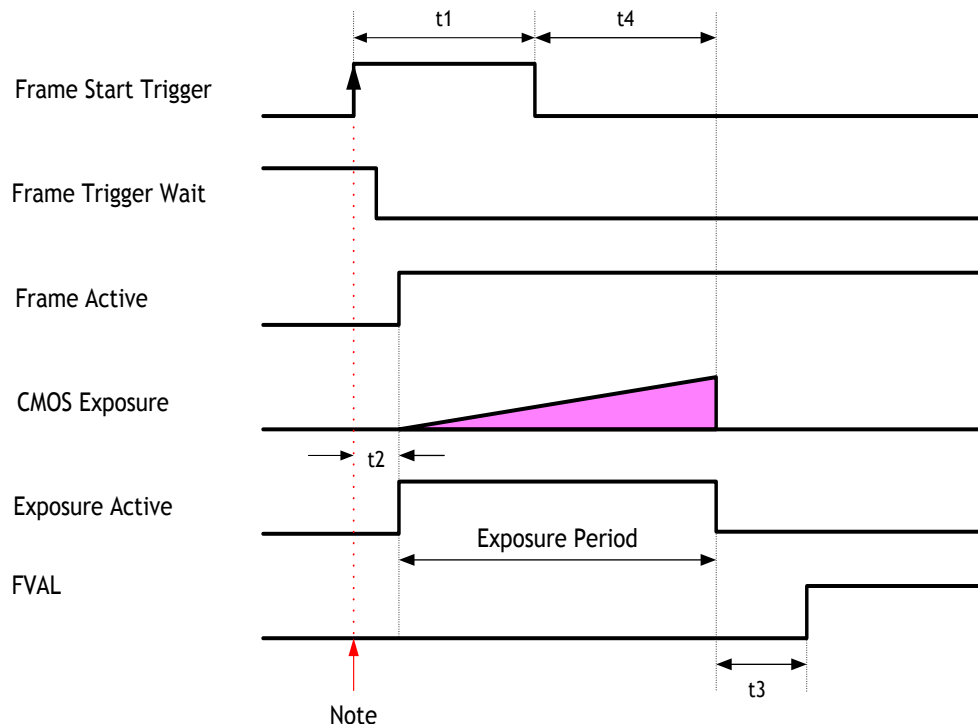 t1
t4
Frame Start Trigger
Frame Trigger Wait
Frame Active
CMOS Exposure
t2
Exposure Active
Exposure Period
FVAL
t3
Note